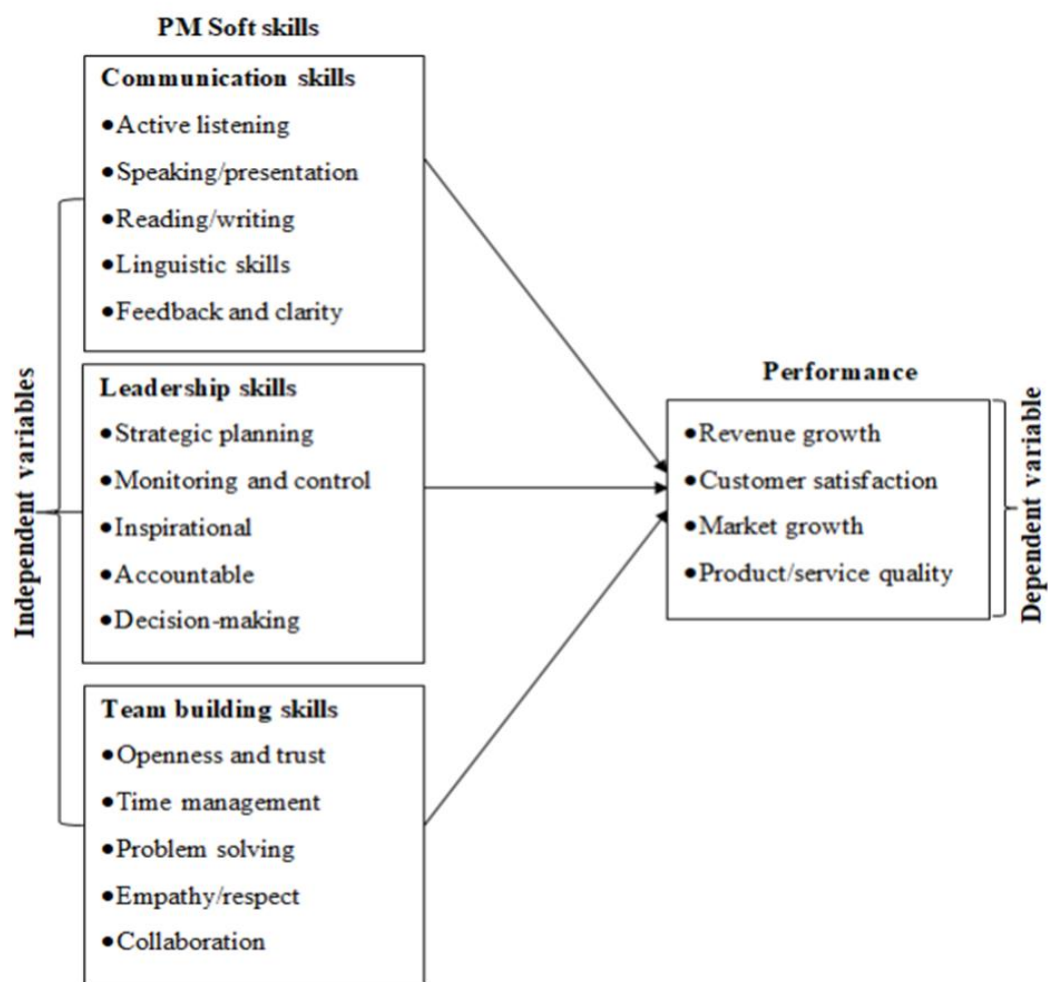 PM Soft skills
Communication skills
•Active listening
•Speaking/presentation
•Reading/writing
•Linguistic skills
•Feedback and clarity
Leadership skills
•Strategic planning
•Monitoring and control
•Inspirational
•Accountable
•Decision-making
Team building skills
•Openness and trust
•Time management
•Problem solving
•Empathy/respect
•Collaboration
Independent variables
Performance
•Revenue growth
•Customer satisfaction
•Market growth
•Product/service quality
Dependent variable